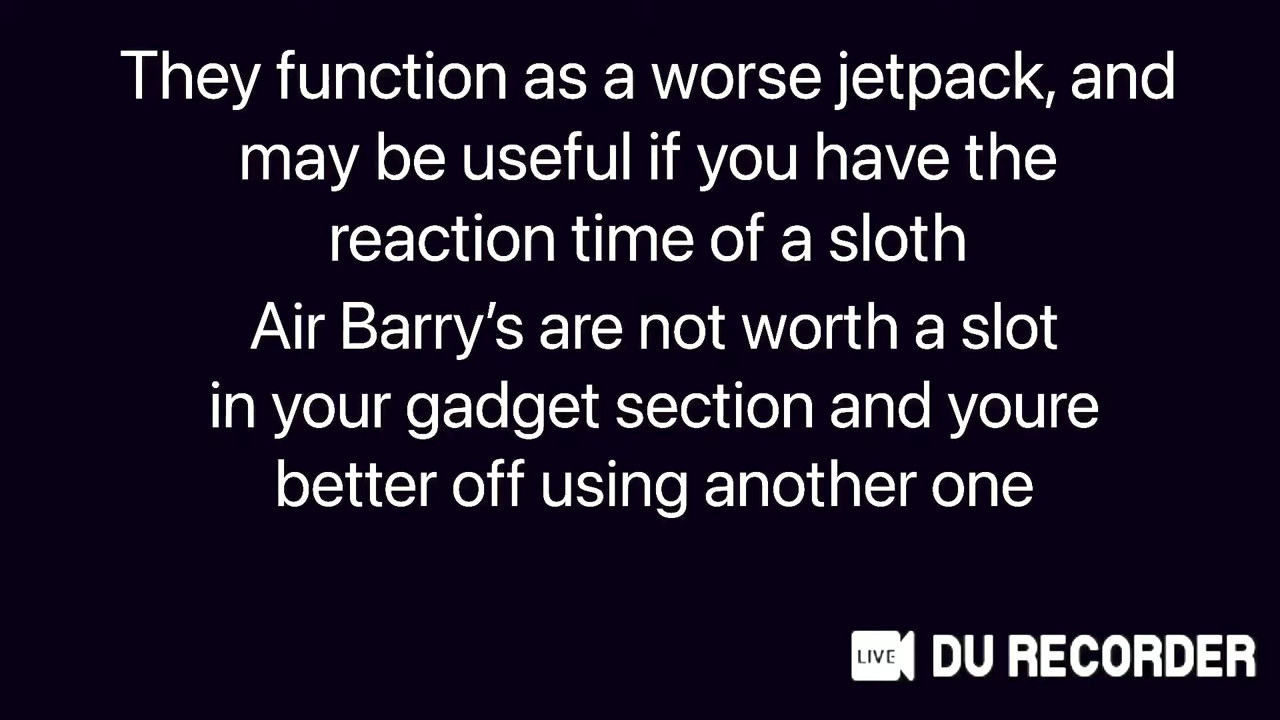 They function as a worse jetpack, and
may be useful if you have the
reaction time of a sloth
Air Barry’s are not worth a slot
in your gadget section and youre
better off using another one
LIVE DU RECORDER